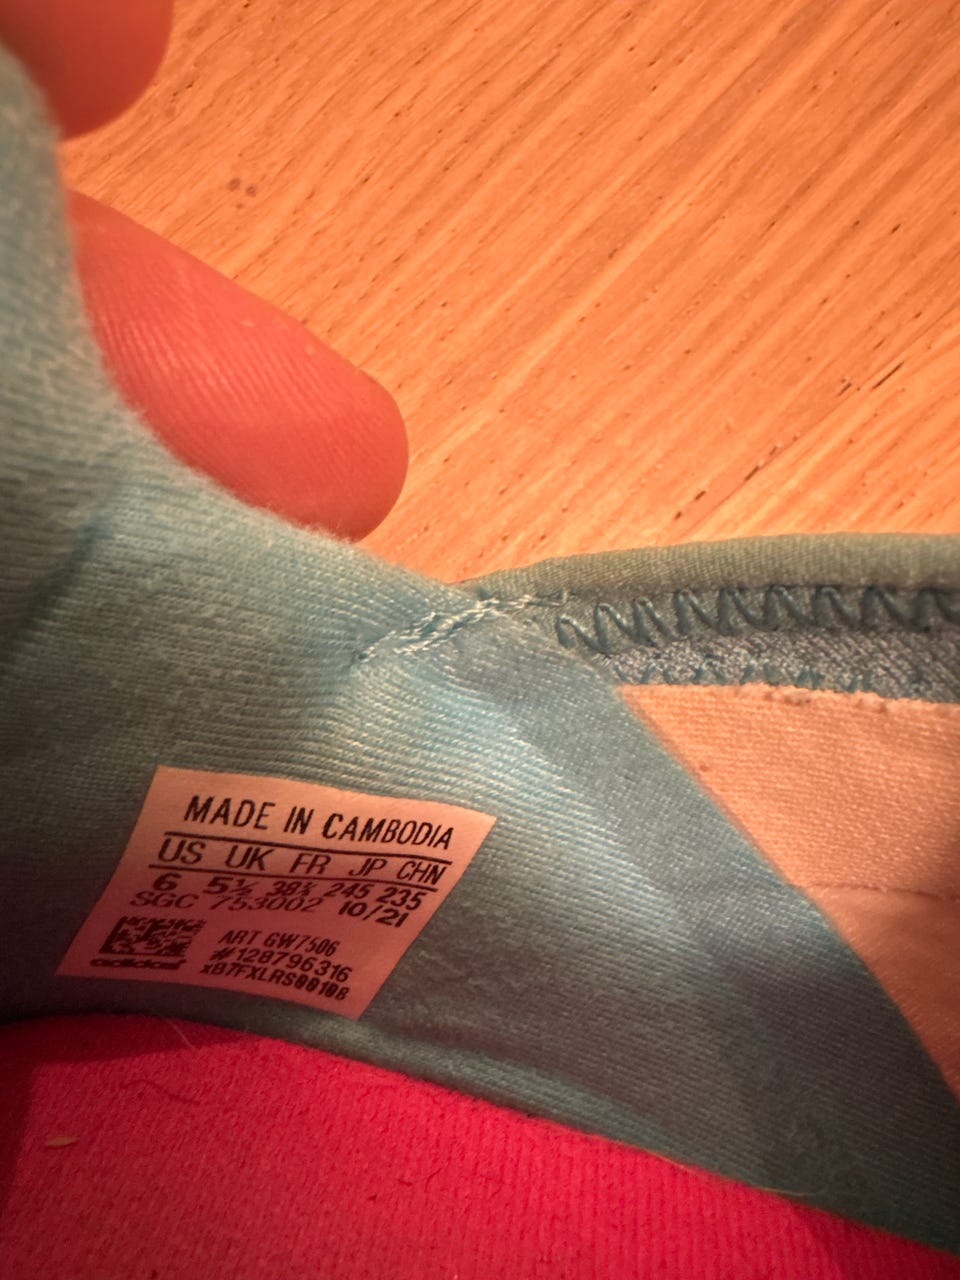 MADE IN CAMBODIA
US UK FR JP CHN
6 5½ 38⅔ 245 235
SGC 753002 10/21
ART GW7506
#128796316
adidas xB7FXLRS0010B